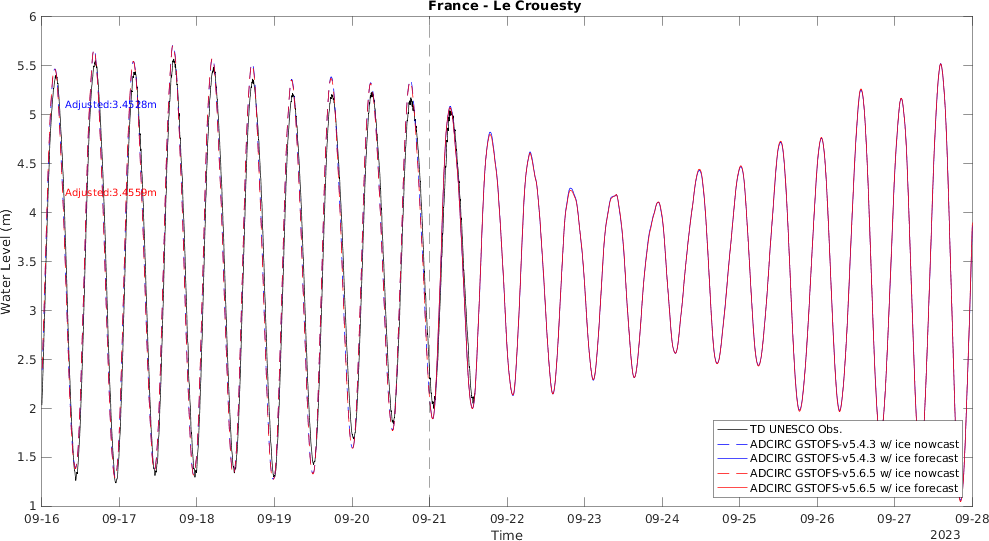 France - Le Crouesty
Water Level (m)
6
5.5
5
4.5
4
3.5
3
2.5
2
1.5
1
Adjusted:3.4528m
Adjusted:3.4559m
TD UNESCO Obs.
ADCIRC GSTOFS-v5.4.3 w/ ice nowcast
ADCIRC GSTOFS-v5.4.3 w/ ice forecast
ADCIRC GSTOFS-v5.6.5 w/ ice nowcast
ADCIRC GSTOFS-v5.6.5 w/ ice forecast
09-16 09-17 09-18 09-19 09-20 09-21 09-22 09-23 09-24 09-25 09-26 09-27 09-28
Time
2023